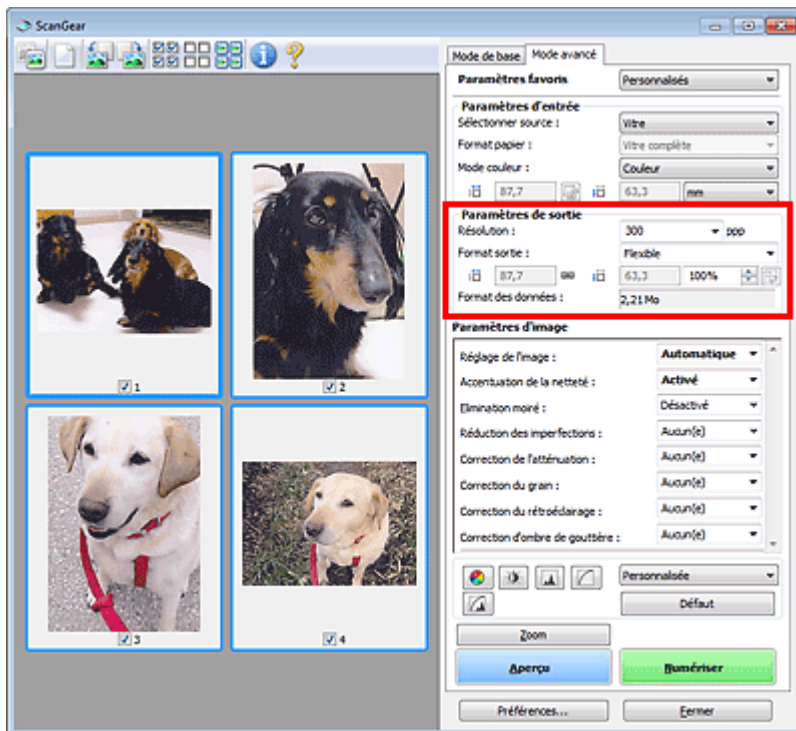 ScanGear
Mode de base Mode avancé
Paramètres favoris Personnalisés
Paramètres d'entrée
Sélectionner source : Vitre
Format papier : Vitre complète
Mode couleur : Couleur
87,7 63,3 mm
Paramètres de sortie
Résolution : 300 ppp
Format sortie : Flexible
87,7 63,3 100%
Format des données : 2,21 Mo
Paramètres d'image
Réglage de l'image : Automatique
Accentuation de la netteté : Activé
Elimination moiré : Désactivé
Réduction des imperfections : Aucun(e)
Correction de l'atténuation : Aucun(e)
Correction du grain : Aucun(e)
Correction du rétroéclairage : Aucun(e)
Correction d'ombre de gouttière : Aucun(e)
Personnalisée
Défaut
Zoom
Aperçu Numériser
Préférences... Fermer
1
2
3
4